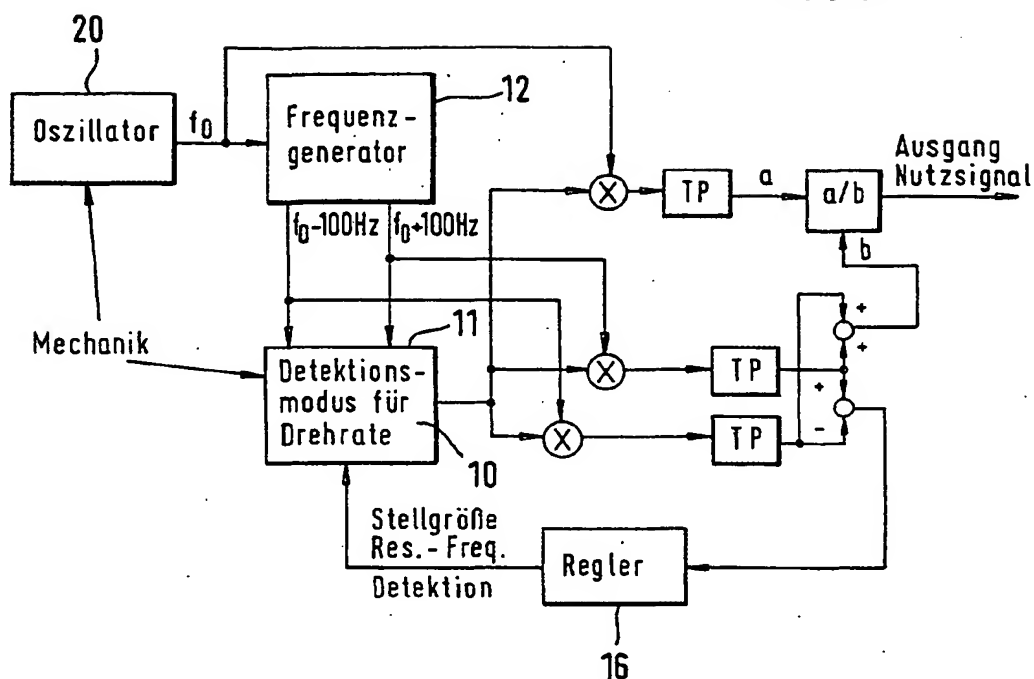 20
Oszillator
f0
12
Frequenz-
generator
f0-100Hz
f0+100Hz
X
TP
a
a/b
Ausgang
Nutzsignal
b
Mechanik
11
Detektions-
modus für
Drehrate
10
X
TP
+
+
X
TP
+
-
Stellgröße
Res.-Freq.
Detektion
Regler
16